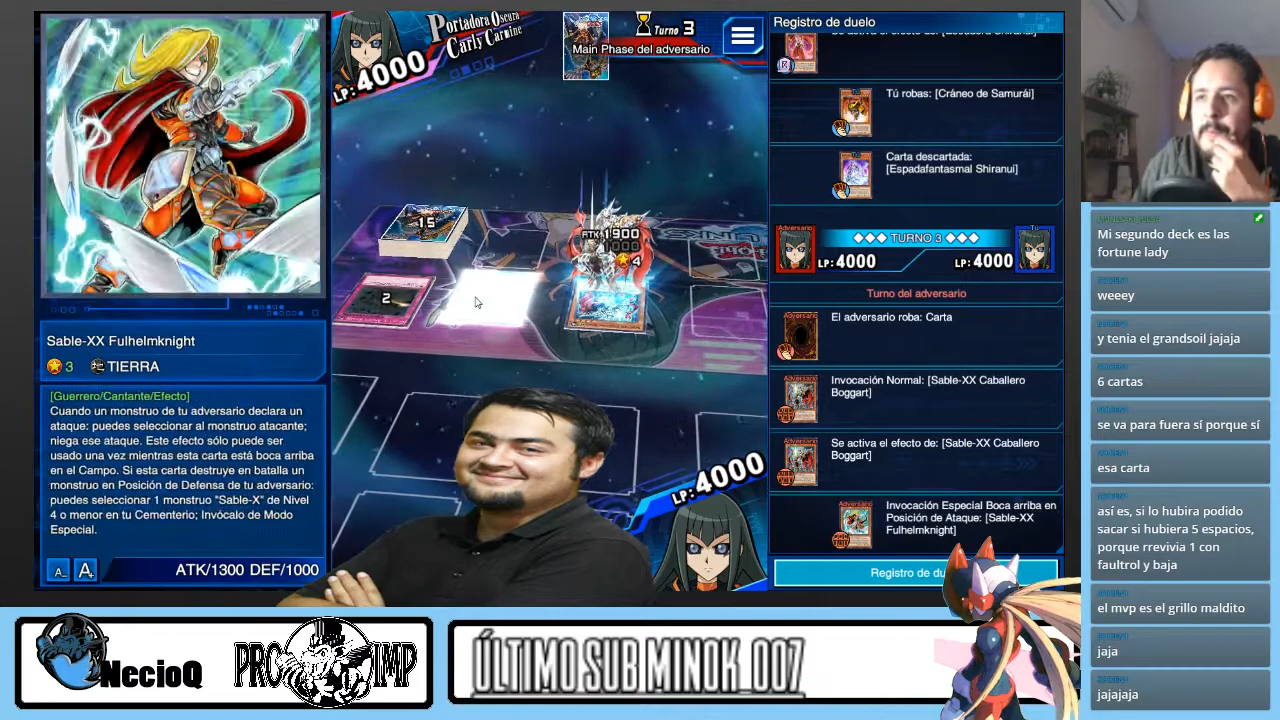 Sable-XX Fulhelmknight
3 TIERRA
[Guerrero/Cantante/Efecto]
Cuando un monstruo de tu adversario declara un
ataque: puedes seleccionar al monstruo atacante;
niega ese ataque. Este efecto sólo puede ser
usado una vez mientras esta carta está boca arriba
en el Campo. Si esta carta destruye en batalla un
monstruo en Posición de Defensa de tu adversario:
puedes seleccionar 1 monstruo "Sable-X" de Nivel
4 o menor en tu Cementerio; Invócalo de Modo
Especial.
A- A+
ATK/1300 DEF/1000
Portadora Oscura
Carly Carmine
LP:4000
Turno 3
Main Phase del adversario
15
2
ATK 1900
1000
4
LP:4000
Registro de duelo
Tú robas: [Cráneo de Samurái]
Carta descartada:
[Espadafantasmal Shiranui]
Adversario
TURNO 3
Tú
LP:4000
LP:4000
Turno del adversario
Adversario
El adversario roba: Carta
Adversario
Invocación Normal: [Sable-XX Caballero
Boggart]
Adversario
Se activa el efecto de: [Sable-XX Caballero
Boggart]
Adversario
Invocación Especial Boca arriba en
Posición de Ataque: [Sable-XX
Fulhelmknight]
Registro de du
Mi segundo deck es las
fortune lady
weeey
y tenia el grandsoil jajaja
6 cartas
se va para fuera sí porque sí
esa carta
así es, si lo hubira podido
sacar si hubiera 5 espacios,
porque rrevivia 1 con
faultrol y baja
el mvp es el grillo maldito
jaja
jajajaja
NecioQ
PRO IMP
ÚLTIMO SUB MINOK_007